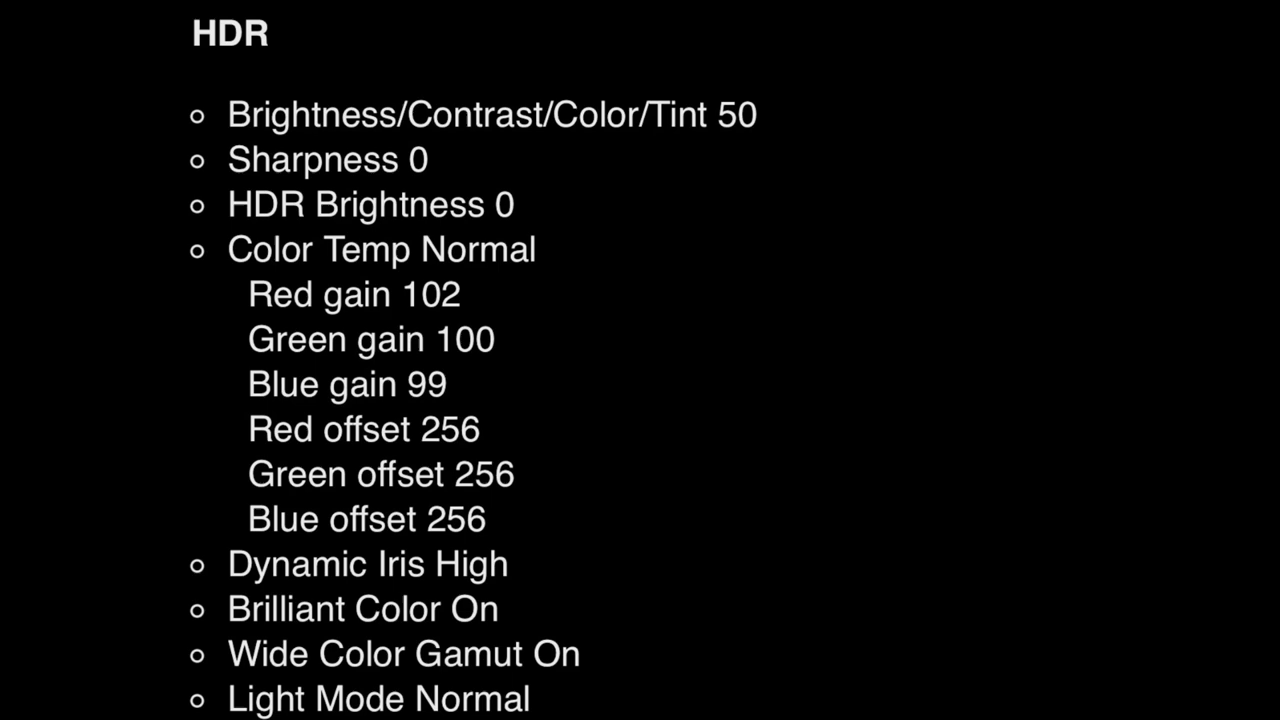 HDR
Brightness/Contrast/Color/Tint 50
Sharpness 0
HDR Brightness 0
Color Temp Normal
Red gain 102
Green gain 100
Blue gain 99
Red offset 256
Green offset 256
Blue offset 256
Dynamic Iris High
Brilliant Color On
Wide Color Gamut On
Light Mode Normal